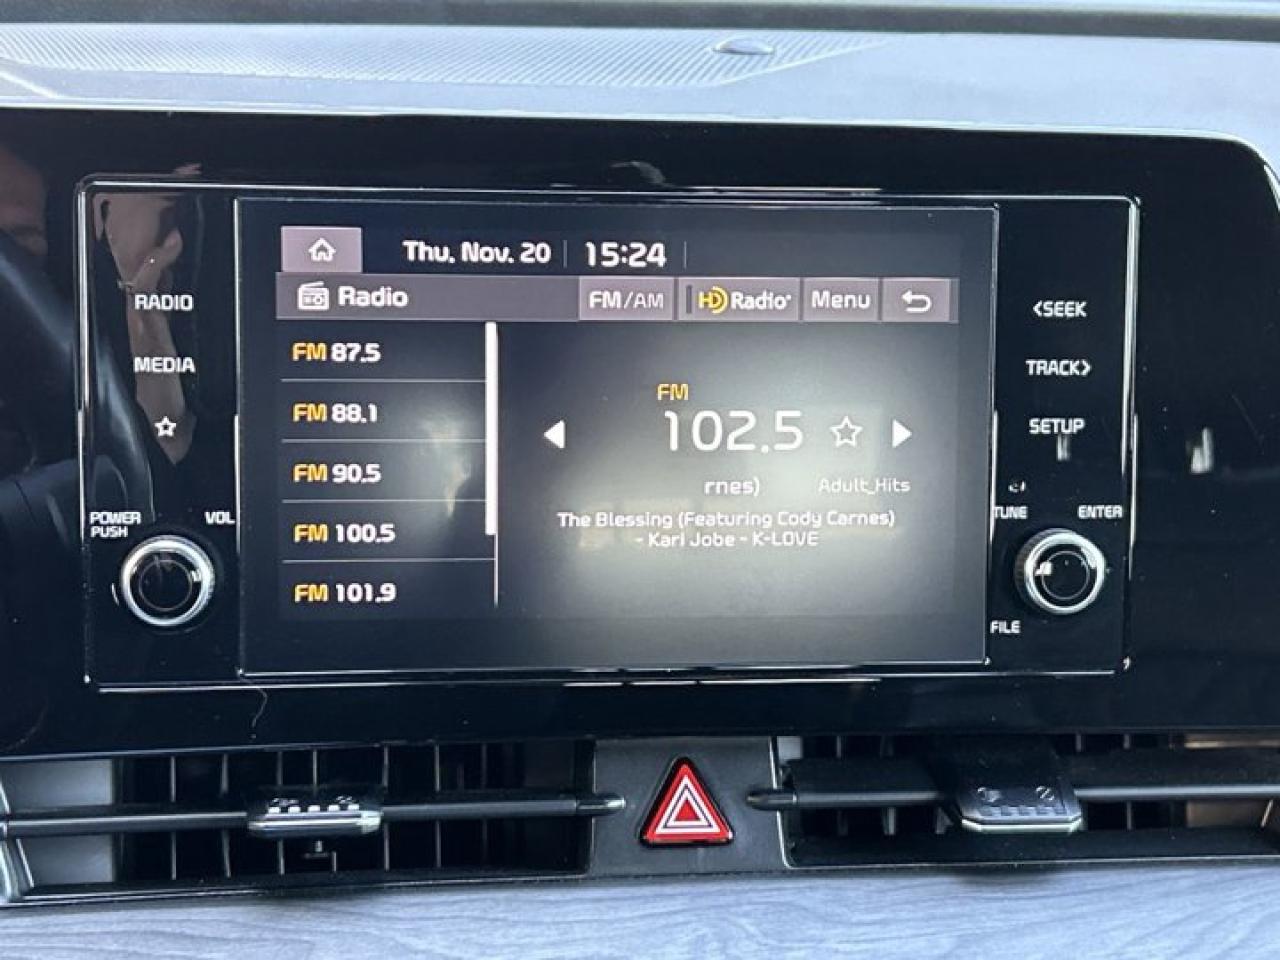 Thu, Nov. 20 15:24
Radio FM/AM HD Radio Menu
RADIO
MEDIA
POWER
PUSH
VOL
FM 87.5
FM 88.1
FM 90.5
FM 100.5
FM 101.9
FM
102.5
rnes) Adult_Hits
The Blessing (Featuring Cody Carnes)
- Kari Jobe - K-LOVE
<SEEK
TRACK>
SETUP
TUNE
ENTER
FILE